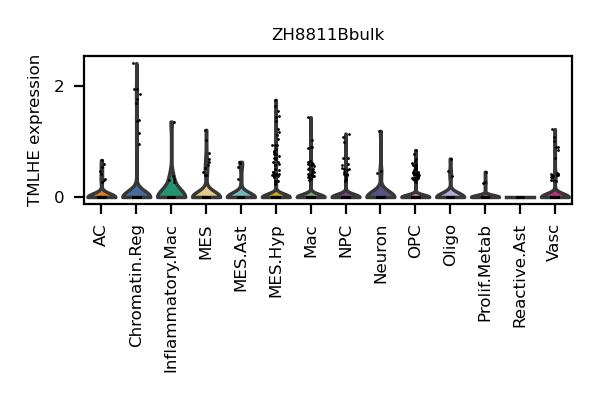 ZH8811Bbulk
TMLHE expression
2
0
AC
Chromatin.Reg
Inflammatory.Mac
MES
MES.Ast
MES.Hyp
Mac
NPC
Neuron
OPC
Oligo
Prolif.Metab
Reactive.Ast
Vasc